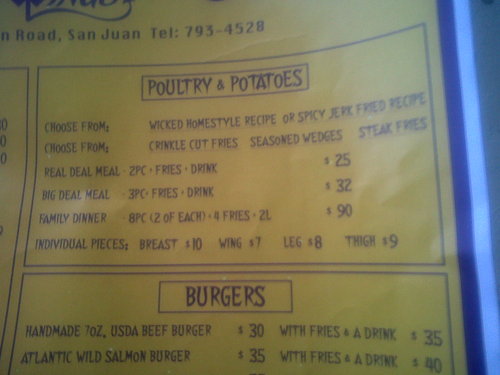 n Road, San Juan Tel: 793-4528
POULTRY & POTATOES
CHOOSE FROM: WICKED HOMESTYLE RECIPE OR SPICY JERK FRIED RECIPE
CHOOSE FROM: CRINKLE CUT FRIES SEASONED WEDGES STEAK FRIES
REAL DEAL MEAL - 2PC • FRIES • DRINK $ 25
BIG DEAL MEAL - 3PC • FRIES • DRINK $ 32
FAMILY DINNER - 8PC (2 OF EACH) • 4 FRIES • 2L $ 90
INDIVIDUAL PIECES: BREAST $10 WING $7 LEG $8 THIGH $9
BURGERS
HANDMADE 7OZ. USDA BEEF BURGER $ 30 WITH FRIES & A DRINK $ 35
ATLANTIC WILD SALMON BURGER $ 35 WITH FRIES & A DRINK $ 40